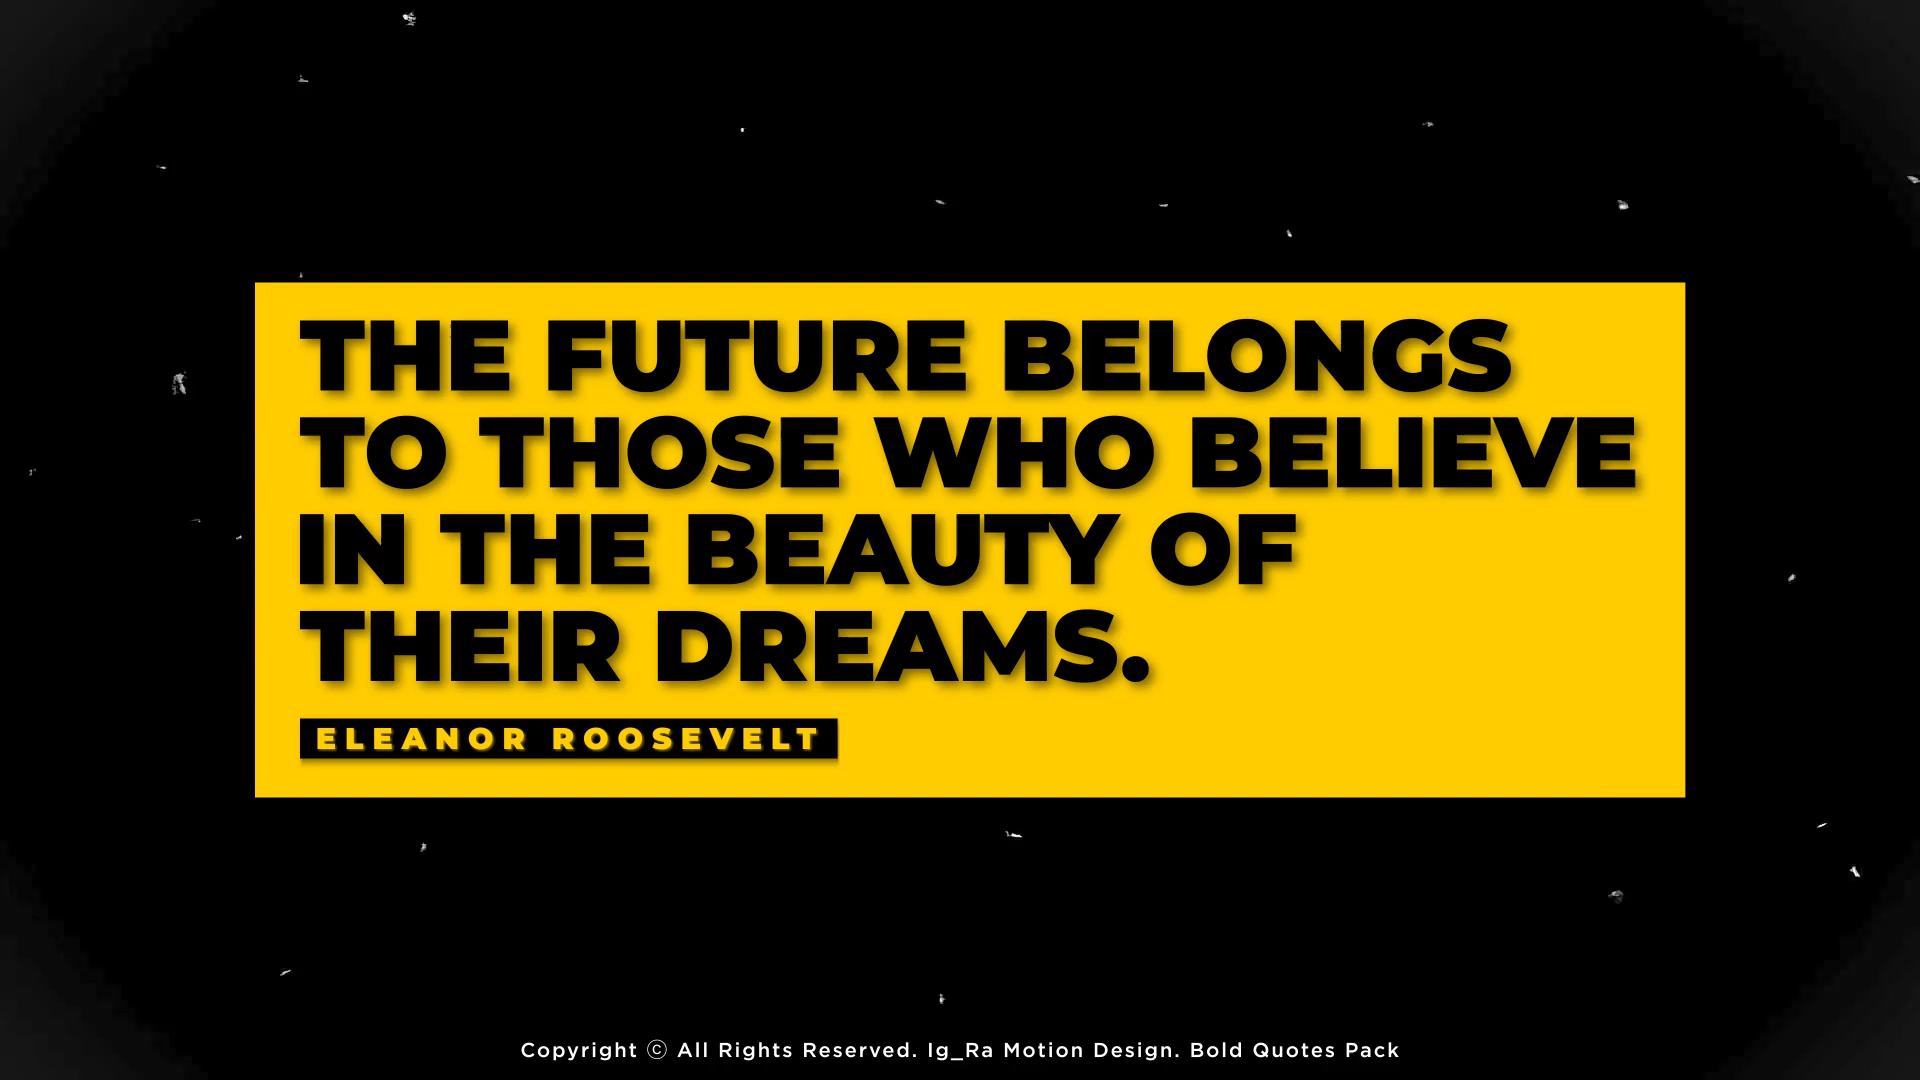 THE FUTURE BELONGS
TO THOSE WHO BELIEVE
IN THE BEAUTY OF
THEIR DREAMS.
ELEANOR ROOSEVELT
Copyright ⓒ All Rights Reserved. Ig_Ra Motion Design. Bold Quotes Pack